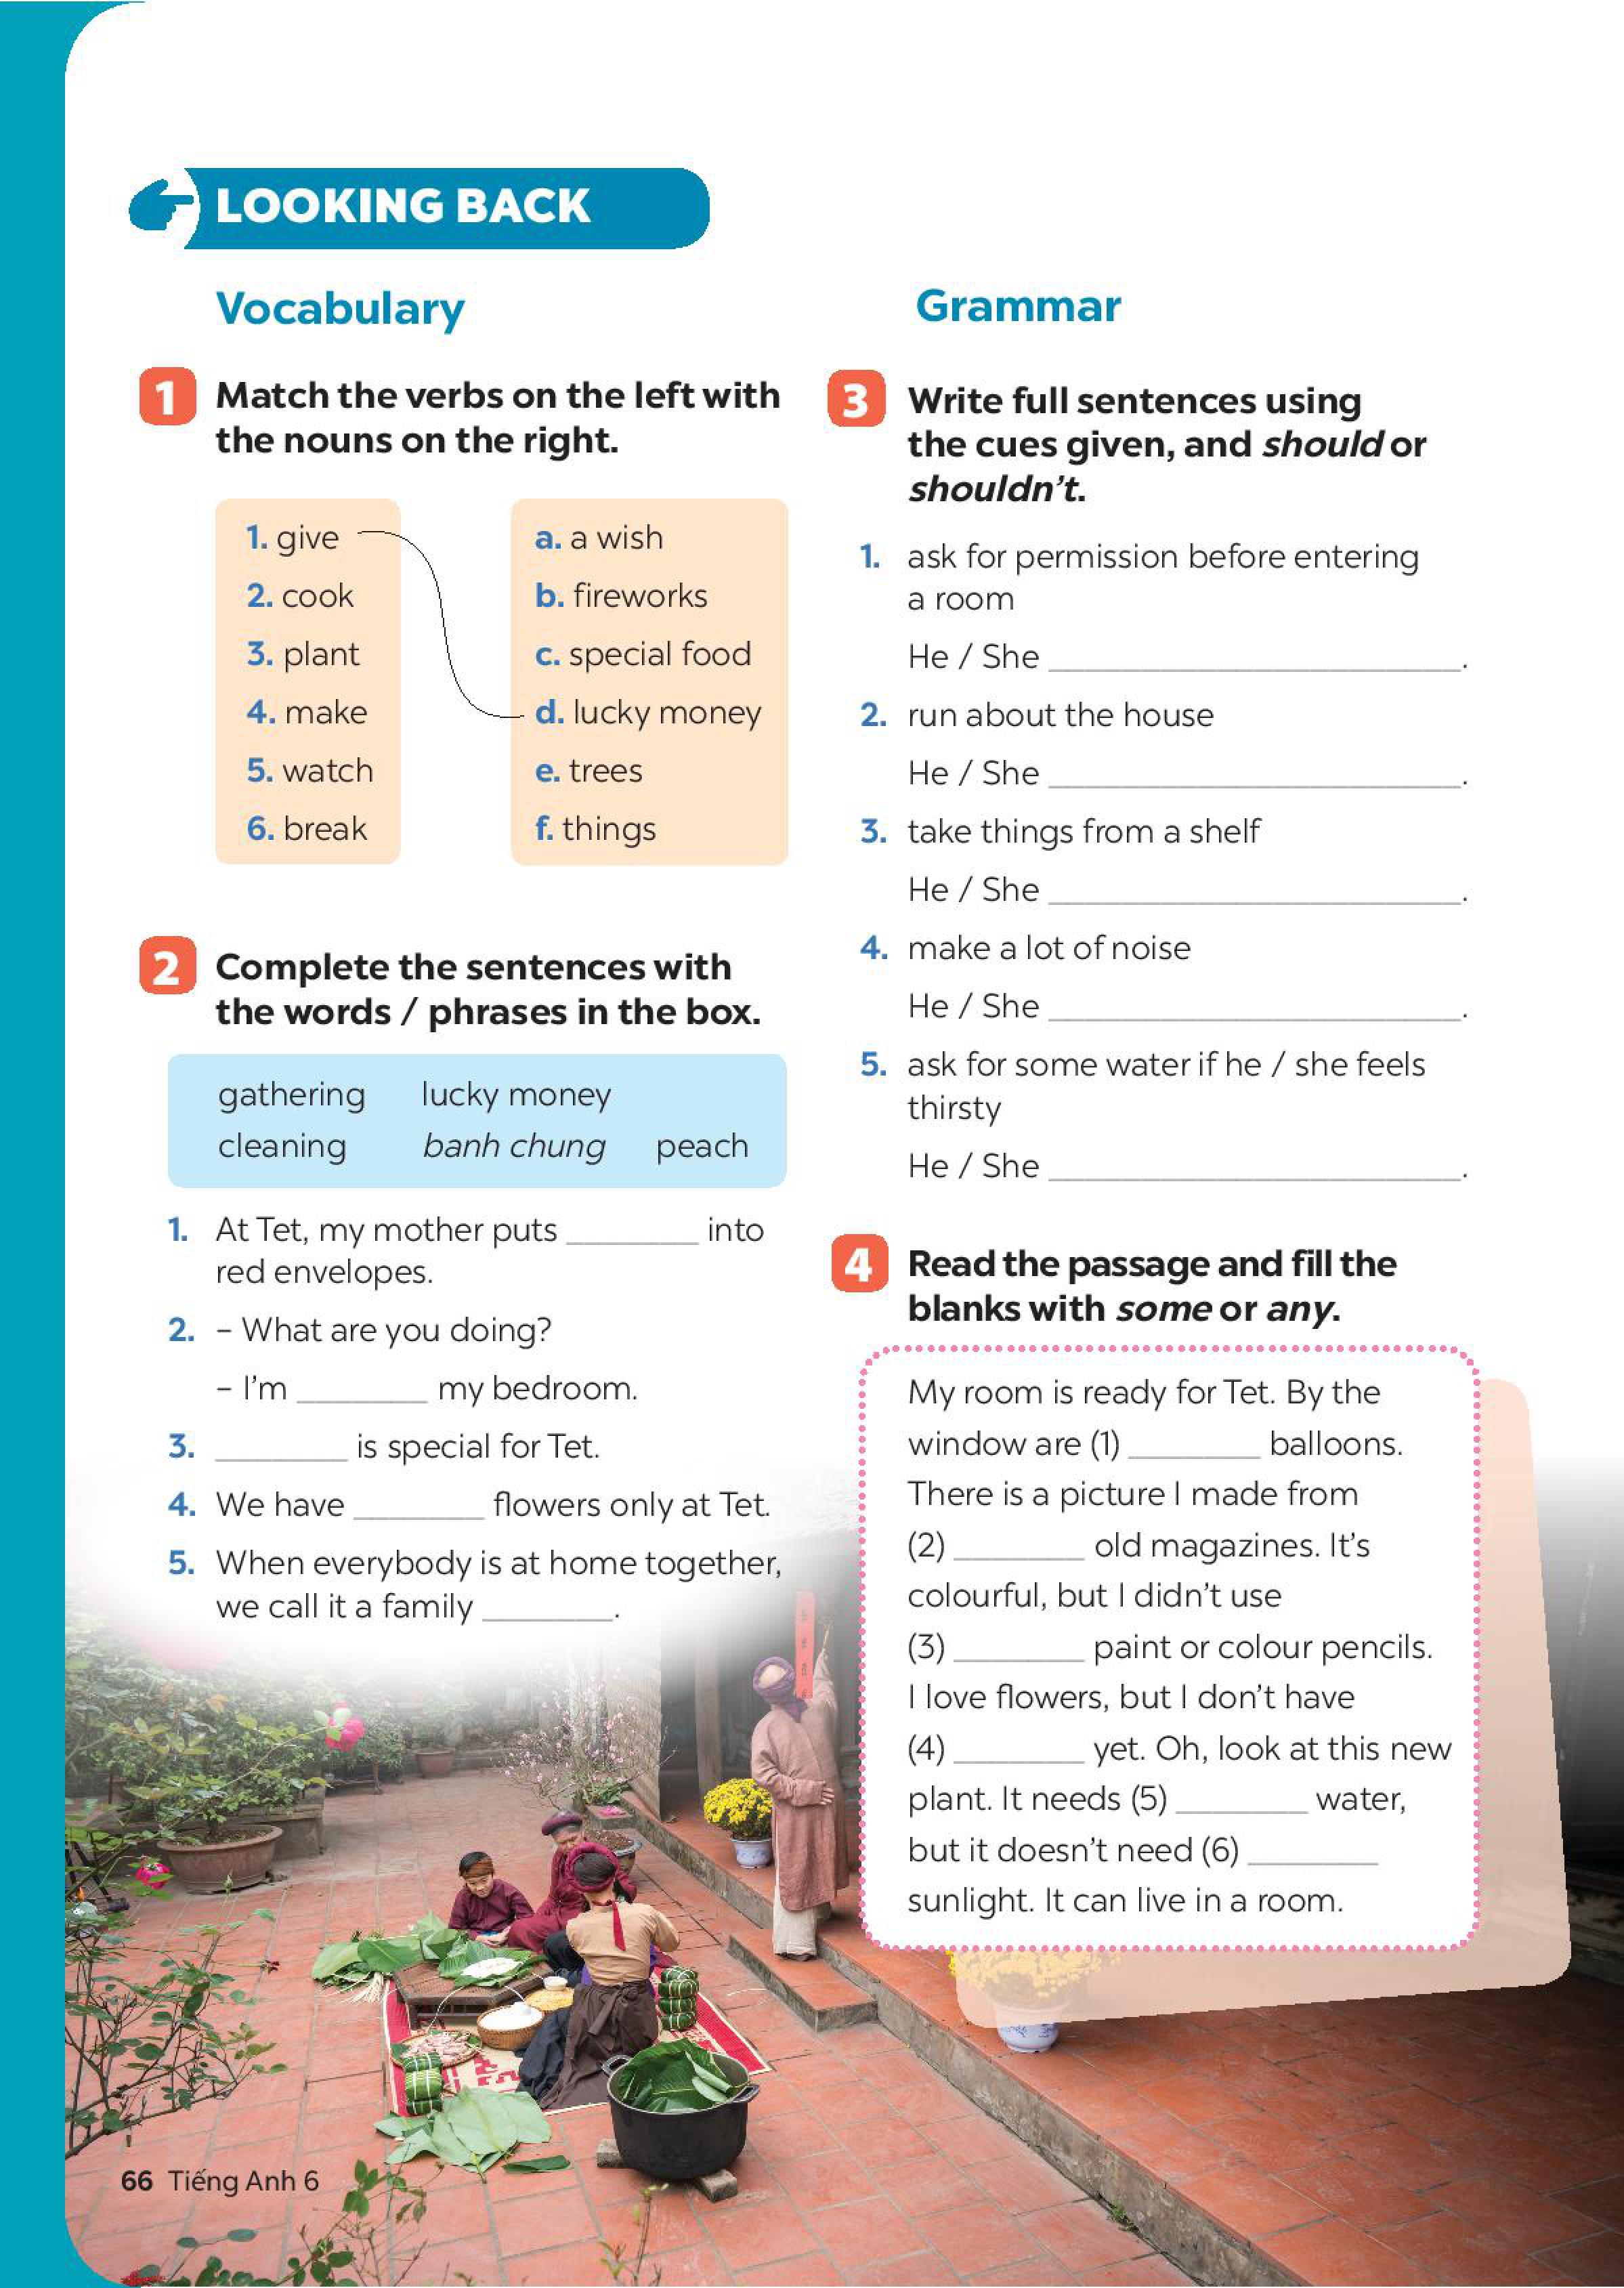 LOOKING BACK
Vocabulary
1 Match the verbs on the left with
the nouns on the right.
1. give
2. cook
3. plant
4. make
5. watch
6. break
a. a wish
b. fireworks
c. special food
d. lucky money
e. trees
f. things
2 Complete the sentences with
the words / phrases in the box.
gathering lucky money
cleaning banh chung peach
1. At Tet, my mother puts ________ into
red envelopes.
2. – What are you doing?
– I'm ________ my bedroom.
3. ________ is special for Tet.
4. We have ________ flowers only at Tet.
5. When everybody is at home together,
we call it a family ________.
Grammar
3 Write full sentences using
the cues given, and should or
shouldn't.
1. ask for permission before entering
a room
He / She ________________________.
2. run about the house
He / She ________________________.
3. take things from a shelf
He / She ________________________.
4. make a lot of noise
He / She ________________________.
5. ask for some water if he / she feels
thirsty
He / She ________________________.
4 Read the passage and fill the
blanks with some or any.
My room is ready for Tet. By the
window are (1) ________ balloons.
There is a picture I made from
(2) ________ old magazines. It's
colourful, but I didn't use
(3) ________ paint or colour pencils.
I love flowers, but I don't have
(4) ________ yet. Oh, look at this new
plant. It needs (5) ________ water,
but it doesn't need (6) ________
sunlight. It can live in a room.
66 Tiếng Anh 6